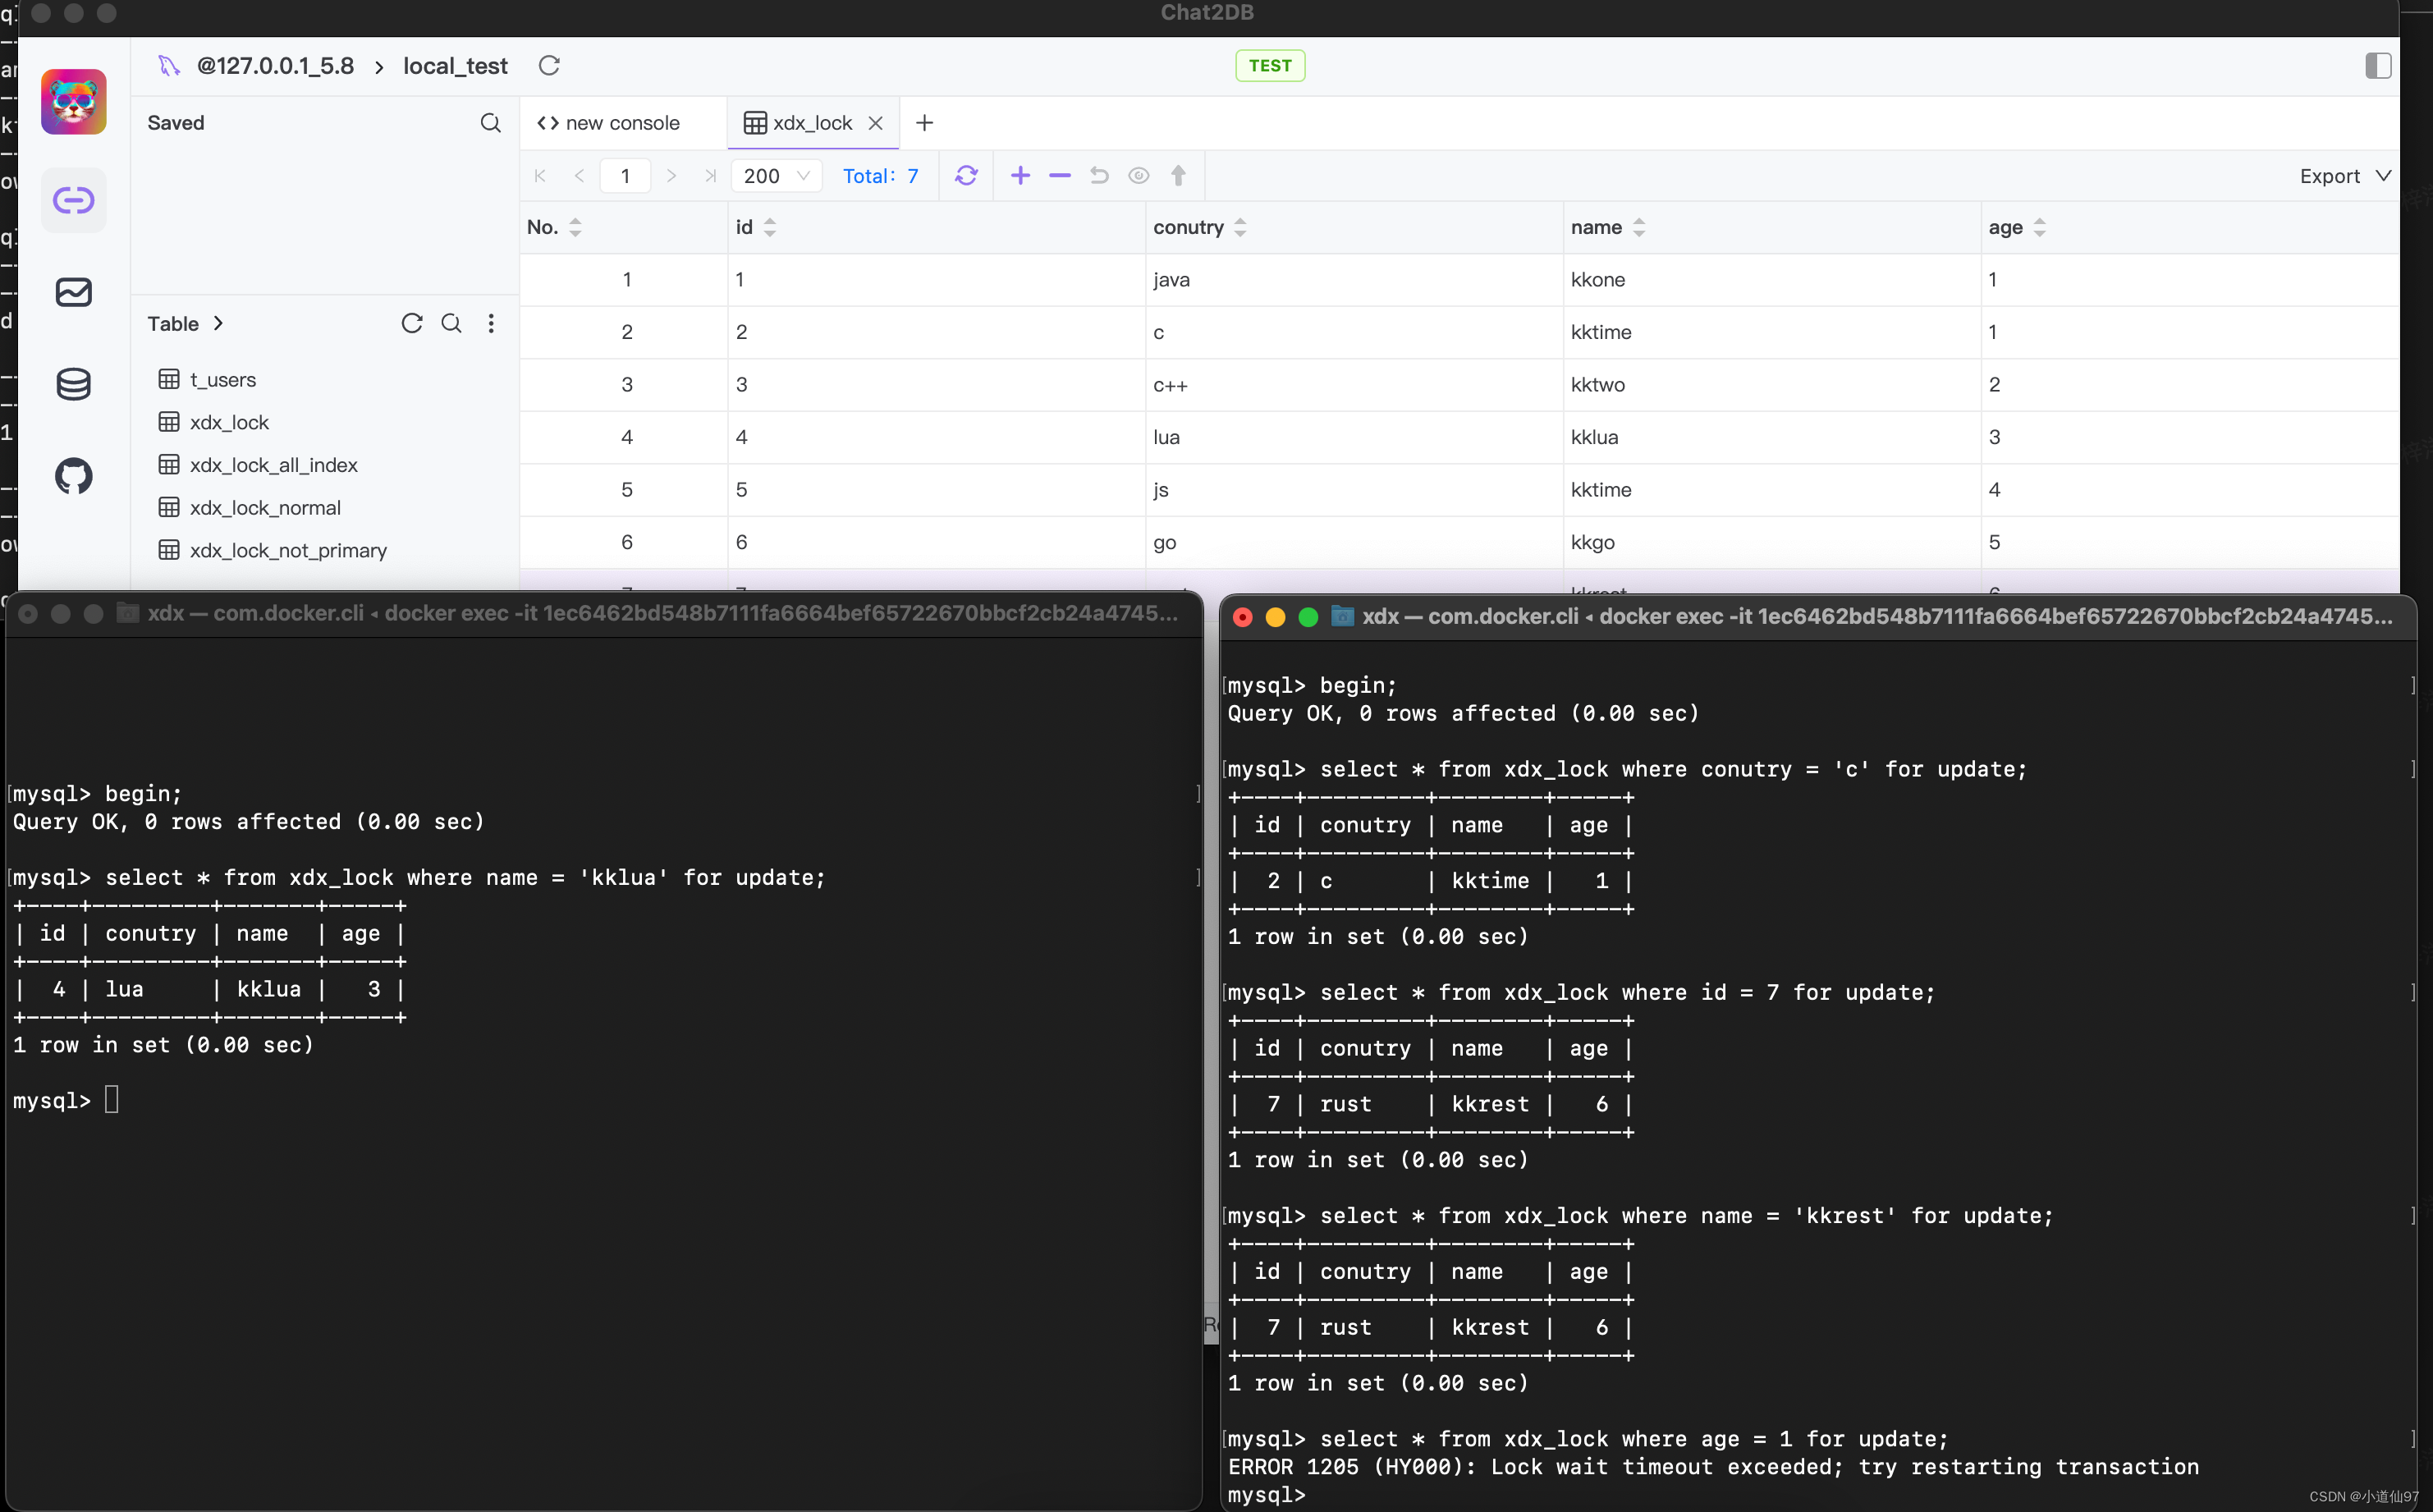 Chat2DB
@127.0.0.1_5.8 > local_test
TEST
Saved
new console
xdx_lock
1
200
Total: 7
Export
Table >
t_users
xdx_lock
xdx_lock_all_index
xdx_lock_normal
xdx_lock_not_primary
No. id conutry name age
1 1 java kkone 1
2 2 c kktime 1
3 3 c++ kktwo 2
4 4 lua kklua 3
5 5 js kktime 4
6 6 go kkgo 5
xdx — com.docker.cli ◂ docker exec -it 1ec6462bd548b7111fa6664bef65722670bbcf2cb24a4745...
[mysql> begin; ]
Query OK, 0 rows affected (0.00 sec)
[mysql> select * from xdx_lock where name = 'kklua' for update; ]
+----+---------+-------+-----+
| id | conutry | name  | age |
+----+---------+-------+-----+
|  4 | lua     | kklua |   3 |
+----+---------+-------+-----+
1 row in set (0.00 sec)
mysql>
xdx — com.docker.cli ◂ docker exec -it 1ec6462bd548b7111fa6664bef65722670bbcf2cb24a4745...
[mysql> begin; ]
Query OK, 0 rows affected (0.00 sec)
[mysql> select * from xdx_lock where conutry = 'c' for update; ]
+----+---------+--------+-----+
| id | conutry | name   | age |
+----+---------+--------+-----+
|  2 | c       | kktime |   1 |
+----+---------+--------+-----+
1 row in set (0.00 sec)
[mysql> select * from xdx_lock where id = 7 for update; ]
+----+---------+--------+-----+
| id | conutry | name   | age |
+----+---------+--------+-----+
|  7 | rust    | kkrest |   6 |
+----+---------+--------+-----+
1 row in set (0.00 sec)
[mysql> select * from xdx_lock where name = 'kkrest' for update; ]
+----+---------+--------+-----+
| id | conutry | name   | age |
+----+---------+--------+-----+
|  7 | rust    | kkrest |   6 |
+----+---------+--------+-----+
1 row in set (0.00 sec)
[mysql> select * from xdx_lock where age = 1 for update; ]
ERROR 1205 (HY000): Lock wait timeout exceeded; try restarting transaction
mysql>
CSDN @小道仙97